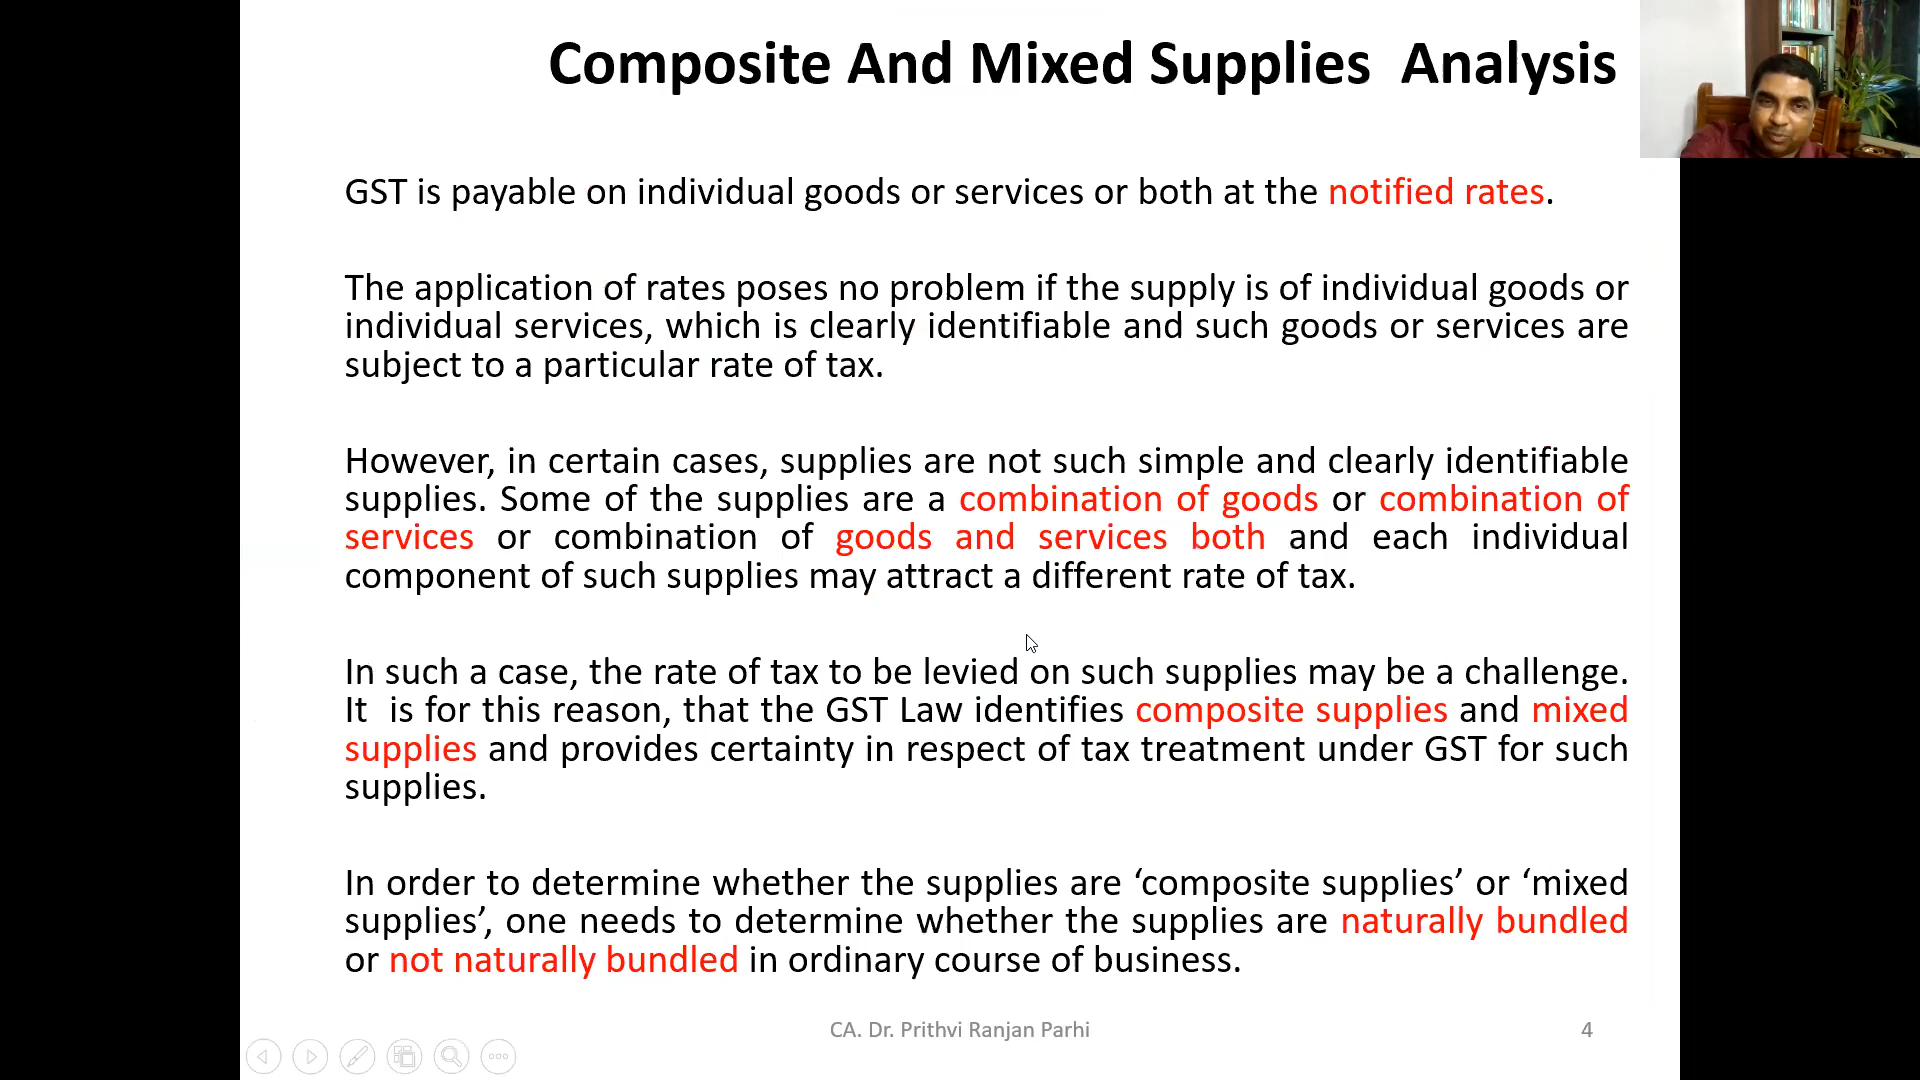 Composite And Mixed Supplies  Analysis
GST is payable on individual goods or services or both at the notified rates.
The application of rates poses no problem if the supply is of individual goods or
individual services, which is clearly identifiable and such goods or services are
subject to a particular rate of tax.
However, in certain cases, supplies are not such simple and clearly identifiable
supplies. Some of the supplies are a combination of goods or combination of
services or combination of goods and services both and each individual
component of such supplies may attract a different rate of tax.
In such a case, the rate of tax to be levied on such supplies may be a challenge.
It  is for this reason, that the GST Law identifies composite supplies and mixed
supplies and provides certainty in respect of tax treatment under GST for such
supplies.
In order to determine whether the supplies are ‘composite supplies’ or ‘mixed
supplies’, one needs to determine whether the supplies are naturally bundled
or not naturally bundled in ordinary course of business.
CA. Dr. Prithvi Ranjan Parhi
4